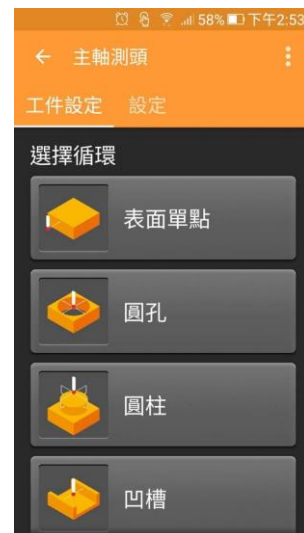 58% 下午2:53
主軸測頭
工件設定 設定
選擇循環
表面單點
圓孔
圓柱
凹槽